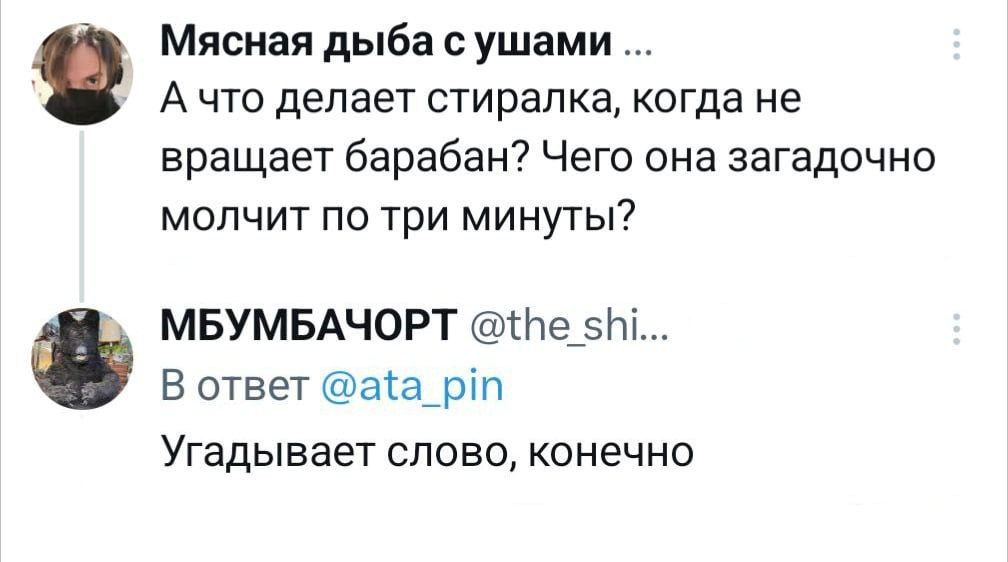 Мясная дыба с ушами ...
А что делает стиралка, когда не
вращает барабан? Чего она загадочно
молчит по три минуты?
МБУМБАЧОРТ @the_shi...
В ответ @ata_pin
Угадывает слово, конечно